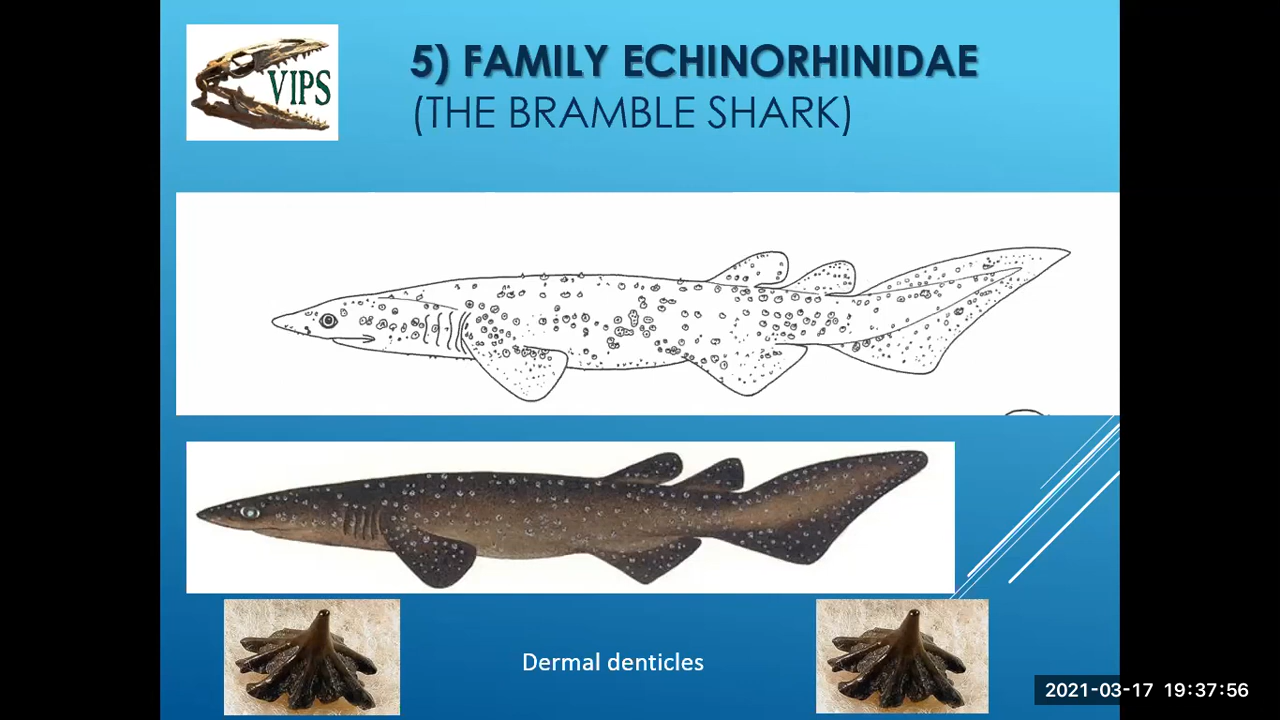 VIPS
5) FAMILY ECHINORHINIDAE
(THE BRAMBLE SHARK)
Dermal denticles
2021-03-17 19:37:56